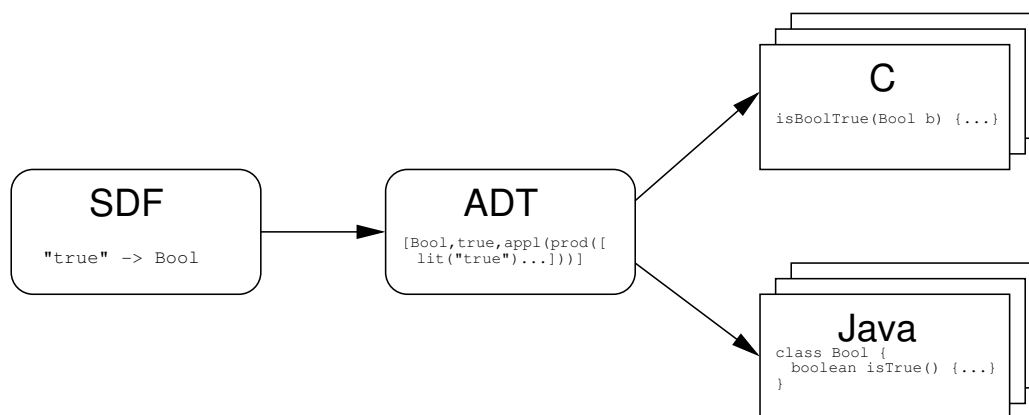 SDF
"true" -> Bool
ADT
[Bool,true,appl(prod([
lit("true")...]))]
C
isBoolTrue(Bool b) {...}
Java
class Bool {
  boolean isTrue() {...}
}